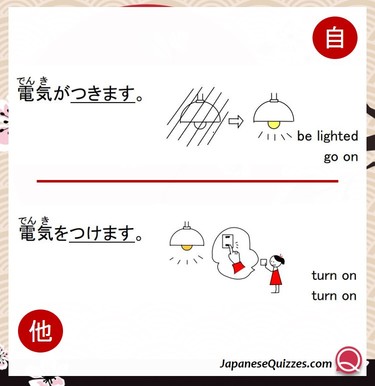 自
でんき
電気がつきます。
be lighted
go on
でんき
電気をつけます。
turn on
turn on
他
JapaneseQuizzes.com